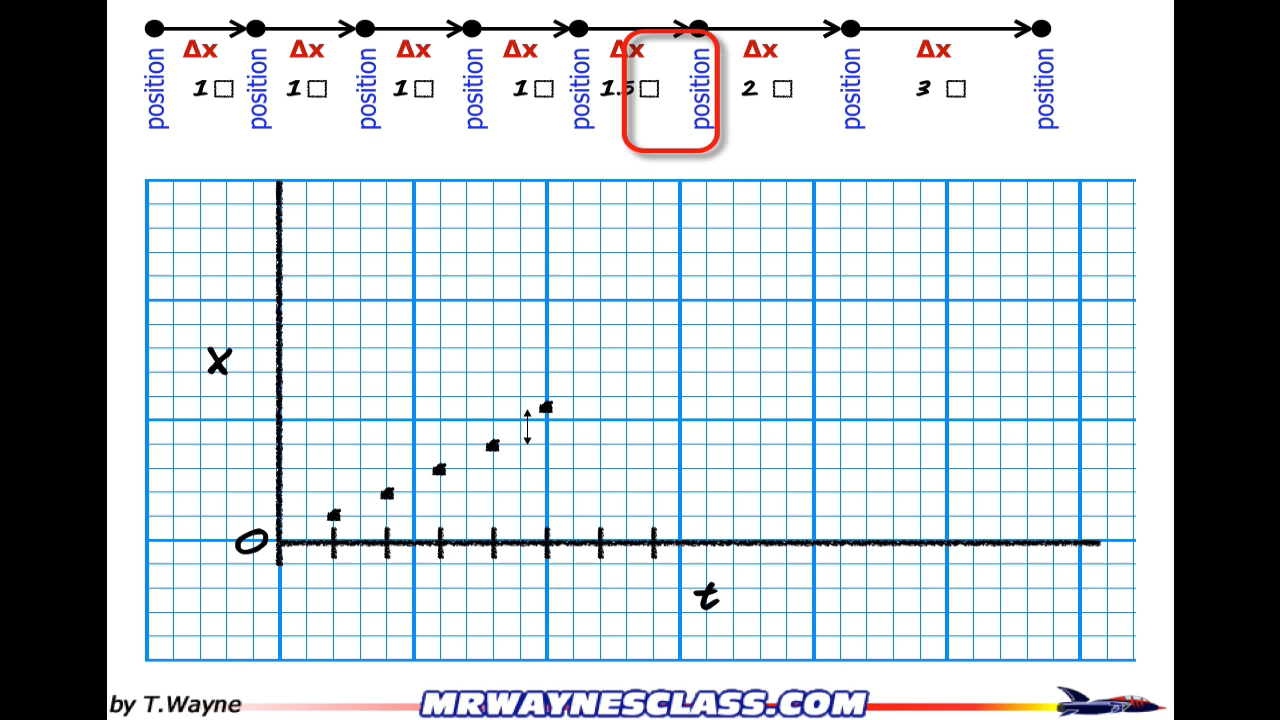 Δx Δx Δx Δx Δx Δx Δx
position position position position position position position position
1 1 1 1 1.5 2 3
x
0
t
by T.Wayne
MRWAYNESCLASS.COM